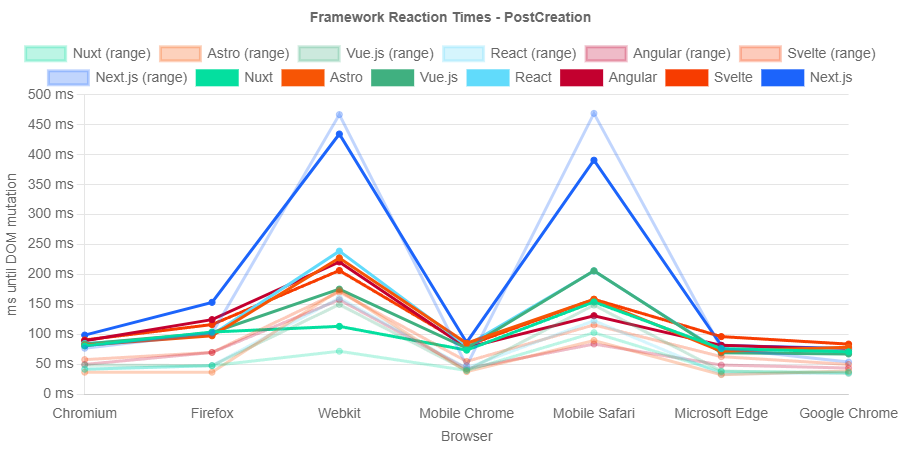 Framework Reaction Times - PostCreation
Nuxt (range) Astro (range) Vue.js (range) React (range) Angular (range) Svelte (range)
Next.js (range) Nuxt Astro Vue.js React Angular Svelte Next.js
500 ms
450 ms
400 ms
350 ms
300 ms
250 ms
200 ms
150 ms
100 ms
50 ms
0 ms
ms until DOM mutation
Chromium Firefox Webkit Mobile Chrome Mobile Safari Microsoft Edge Google Chrome
Browser